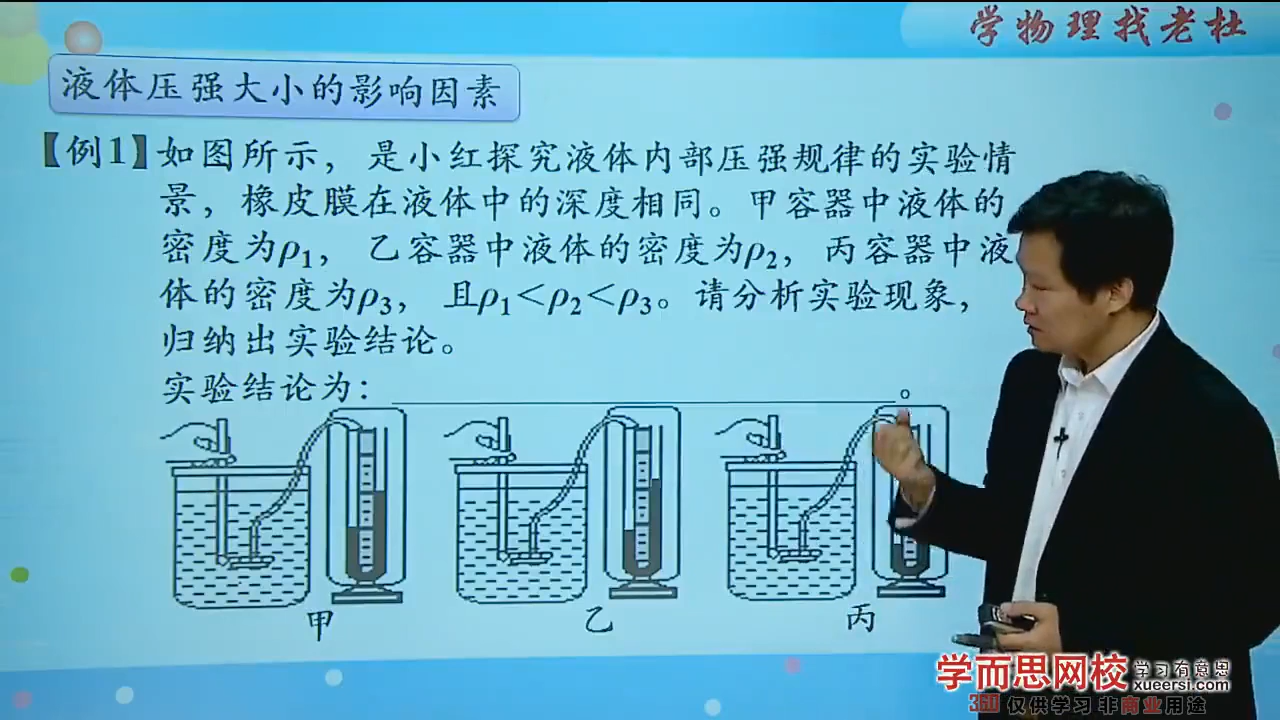 学物理找老杜
液体压强大小的影响因素
【例1】如图所示，是小红探究液体内部压强规律的实验情
景，橡皮膜在液体中的深度相同。甲容器中液体的
密度为ρ₁，乙容器中液体的密度为ρ₂，丙容器中液
体的密度为ρ₃，且ρ₁＜ρ₂＜ρ₃。请分析实验现象，
归纳出实验结论。
实验结论为：。
甲 乙 丙
学而思网校 学习有意思
xueersi.com
360 仅供学习 非商业用途